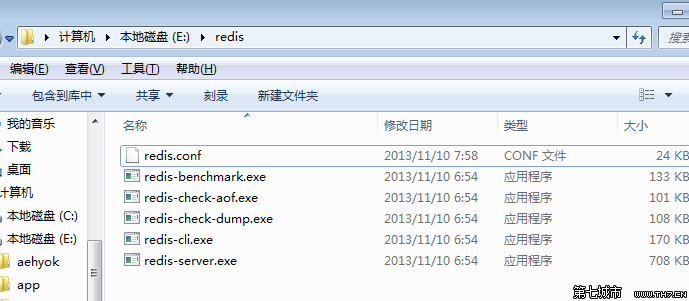 计算机 本地磁盘 (E:) redis 搜索
编辑(E) 查看(V) 工具(T) 帮助(H)
包含到库中 共享 刻录 新建文件夹
我的音乐
下载
桌面
计算机
本地磁盘 (C:)
本地磁盘 (E:)
aehyok
app
名称 修改日期 类型 大小
redis.conf 2013/11/10 7:58 CONF 文件 24 KB
redis-benchmark.exe 2013/11/10 6:54 应用程序 133 KB
redis-check-aof.exe 2013/11/10 6:54 应用程序 101 KB
redis-check-dump.exe 2013/11/10 6:54 应用程序 108 KB
redis-cli.exe 2013/11/10 6:54 应用程序 170 KB
redis-server.exe 2013/11/10 6:54 应用程序 708 KB
第七城市 www.TH7.CN